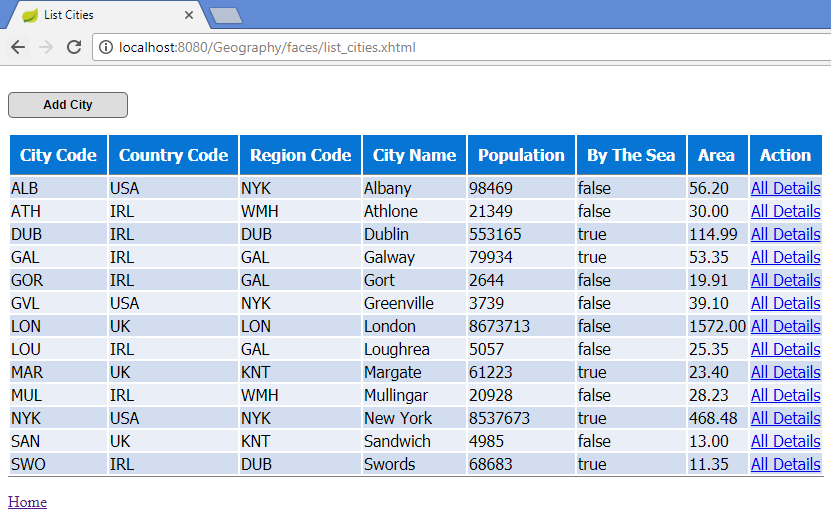 List Cities
localhost:8080/Geography/faces/list_cities.xhtml
Add City
City Code Country Code Region Code City Name Population By The Sea Area Action
ALB USA NYK Albany 98469 false 56.20 All Details
ATH IRL WMH Athlone 21349 false 30.00 All Details
DUB IRL DUB Dublin 553165 true 114.99 All Details
GAL IRL GAL Galway 79934 true 53.35 All Details
GOR IRL GAL Gort 2644 false 19.91 All Details
GVL USA NYK Greenville 3739 false 39.10 All Details
LON UK LON London 8673713 false 1572.00 All Details
LOU IRL GAL Loughrea 5057 false 25.35 All Details
MAR UK KNT Margate 61223 true 23.40 All Details
MUL IRL WMH Mullingar 20928 false 28.23 All Details
NYK USA NYK New York 8537673 true 468.48 All Details
SAN UK KNT Sandwich 4985 false 13.00 All Details
SWO IRL DUB Swords 68683 true 11.35 All Details
Home